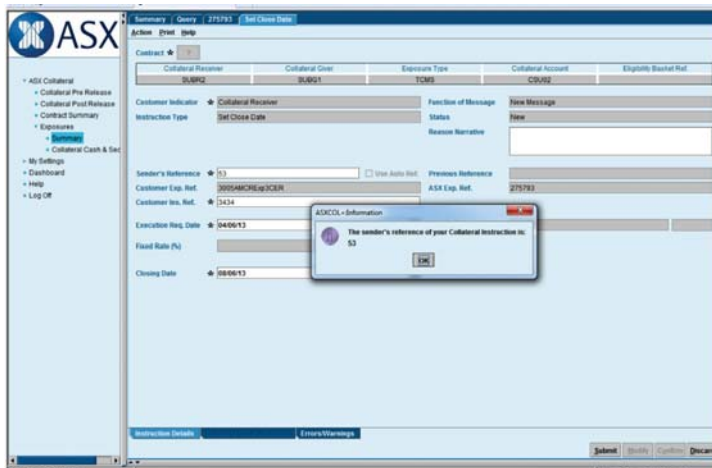 ASX
Summary Query 275793 Set Close Date
Action Print Help
Contract
Collateral Receiver Collateral Giver Exposure Type Collateral Account Eligibility Basket Ref.
SUBR2 SUBG1 TCMS CSU02
ASX Collateral
Collateral Pre Release
Collateral Post Release
Contract Summary
Exposures
Summary
Collateral Cash & Sec
My Settings
Dashboard
Help
Log Off
Customer Indicator Collateral Receiver Function of Message New Message
Instruction Type Set Close Date Status New
Reason Narrative
Sender's Reference 53 Use Auto Ref. Previous Reference
Customer Exp. Ref. 3005AMCRExp3CER ASX Exp. Ref. 275793
Customer Ins. Ref. 3434
Execution Req. Date 04/06/13
Fixed Rate (%)
Closing Date 08/06/13
ASXCOL - Information
The sender's reference of your Collateral Instruction is:
53
OK
Instruction Details Errors/Warnings
Submit Modify Confirm Discard